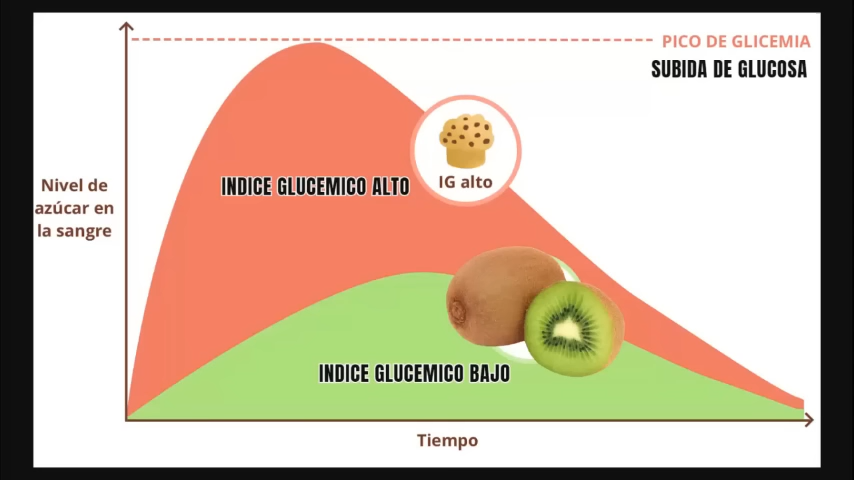 PICO DE GLICEMIA
SUBIDA DE GLUCOSA
IG alto
INDICE GLUCEMICO ALTO
Nivel de
azúcar en
la sangre
INDICE GLUCEMICO BAJO
Tiempo